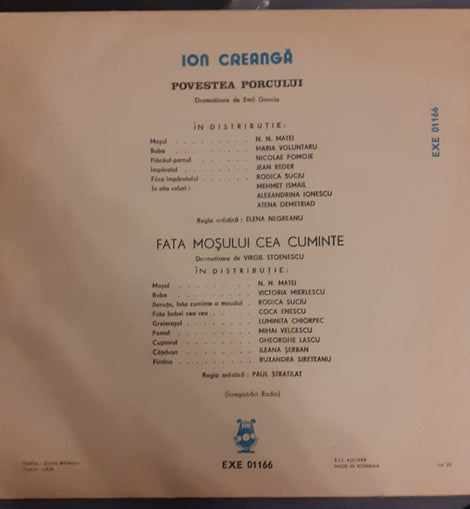 ION CREANGĂ
POVESTEA PORCULUI
Dramatizare de Emil Ganciu
ÎN DISTRIBUȚIE:
Moșul . . . . . . . . . N. N. MATEI
Baba . . . . . . . . . MARIA VOLUNTARU
Flăcăul-porcul . . . . . . NICOLAE POMOJE
Împăratul . . . . . . . . JEAN REDER
Fiica împăratului . . . . . . RODICA SUCIU
În alte roluri : MEHMET ISMAIL
ALEXANDRINA IONESCU
ATENA DEMETRIAD
Regia artistică : ELENA NEGREANU
EXE 01166
FATA MOȘULUI CEA CUMINTE
Dramatizare de VIRGIL STOENESCU
ÎN DISTRIBUȚIE:
Moșul . . . . . . . . N. N. MATEI
Baba . . . . . . . . VICTORIA MIERLESCU
Ilenuța, fata cuminte a moșului . RODICA SUCIU
Fata babei cea rea . . . . COCA ENESCU
Graierașul . . . . . . . LUMINIȚA CHIORPEC
Pomul . . . . . . . . MIHAI VELCESCU
Cuptorul . . . . . . . GHEORGHE LASCU
Cățelușa . . . . . . . ILEANA ȘERBAN
Fîntîna . . . . . . . . RUXANDRA SIRETEANU
Regia artistică : PAUL STRATILAT
(Înregistrări Radio)
EXE 01166
MADE IN ROMANIA